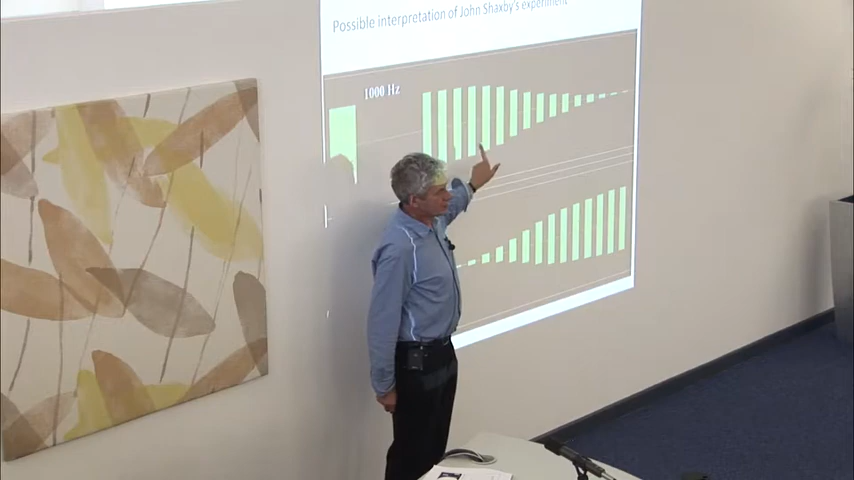 Possible interpretation of John Shaxby's experiment
1000 Hz